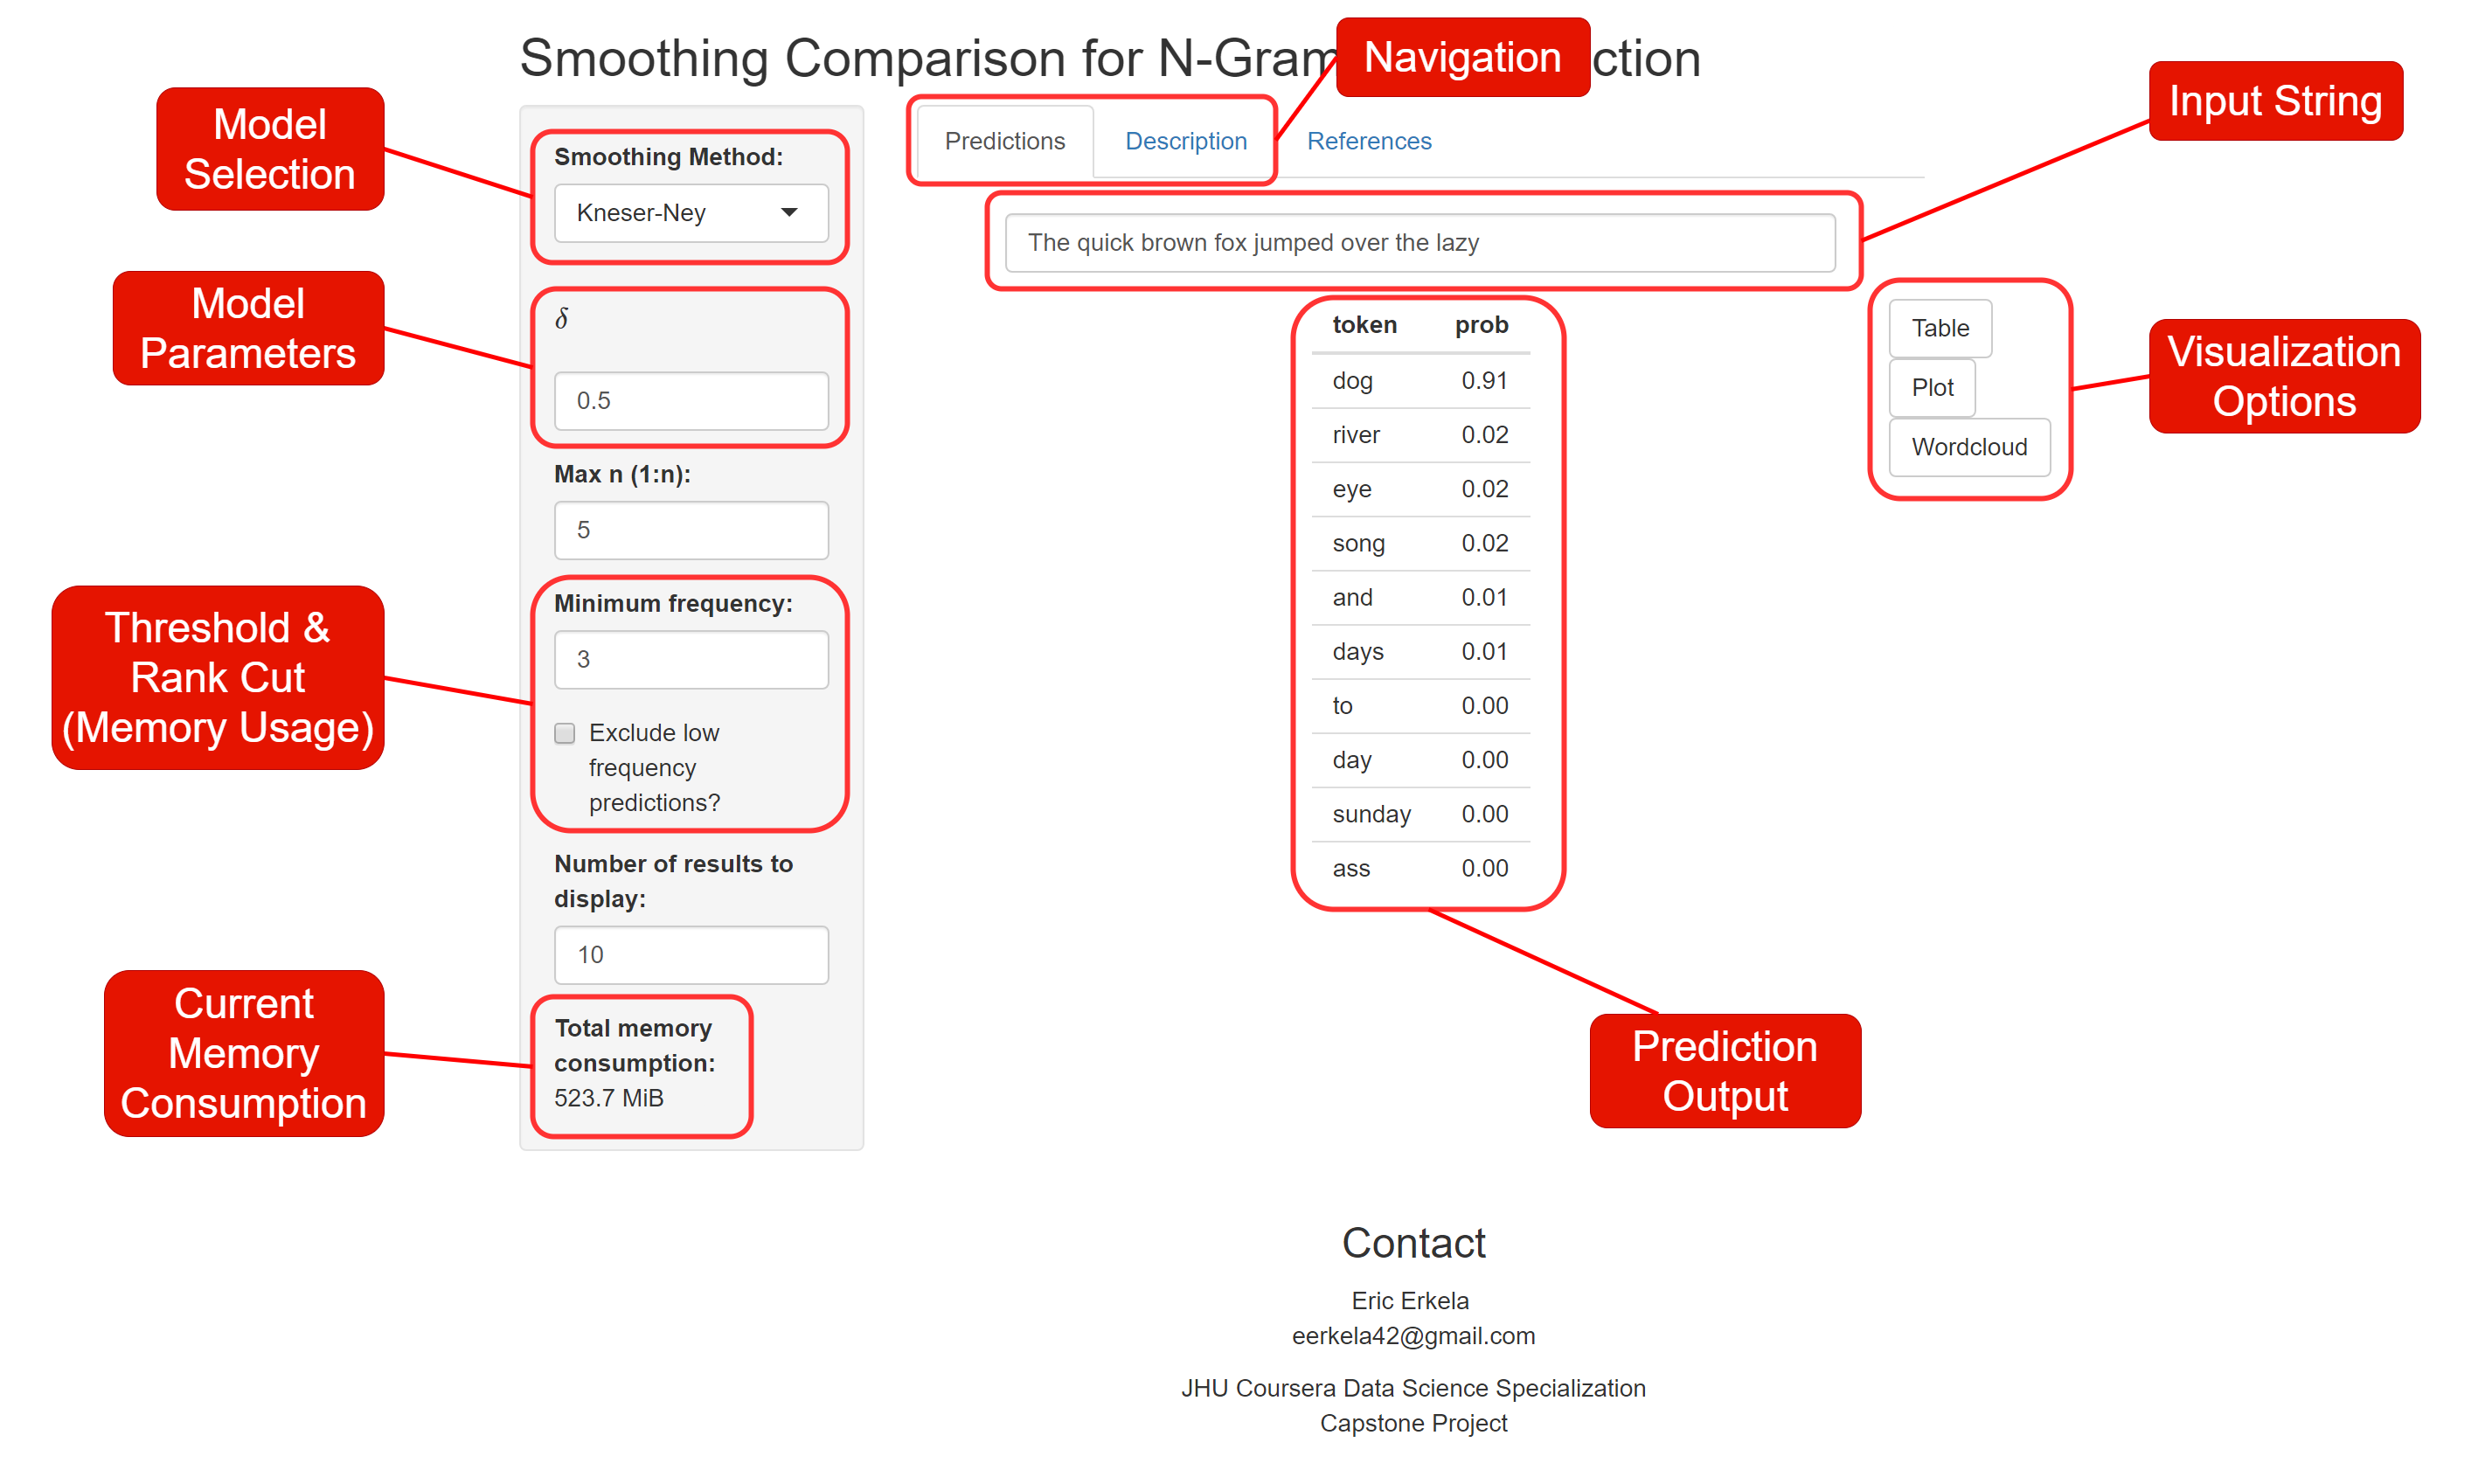 Smoothing Comparison for N-Gram ction
Navigation
Input String
Model
Selection
Model
Parameters
Threshold &
Rank Cut
(Memory Usage)
Current
Memory
Consumption
Smoothing Method:
Kneser-Ney
δ
0.5
Max n (1:n):
5
Minimum frequency:
3
Exclude low
frequency
predictions?
Number of results to
display:
10
Total memory
consumption:
523.7 MiB
Predictions Description References
The quick brown fox jumped over the lazy
token prob
dog 0.91
river 0.02
eye 0.02
song 0.02
and 0.01
days 0.01
to 0.00
day 0.00
sunday 0.00
ass 0.00
Table
Plot
Wordcloud
Visualization
Options
Prediction
Output
Contact
Eric Erkela
eerkela42@gmail.com
JHU Coursera Data Science Specialization
Capstone Project